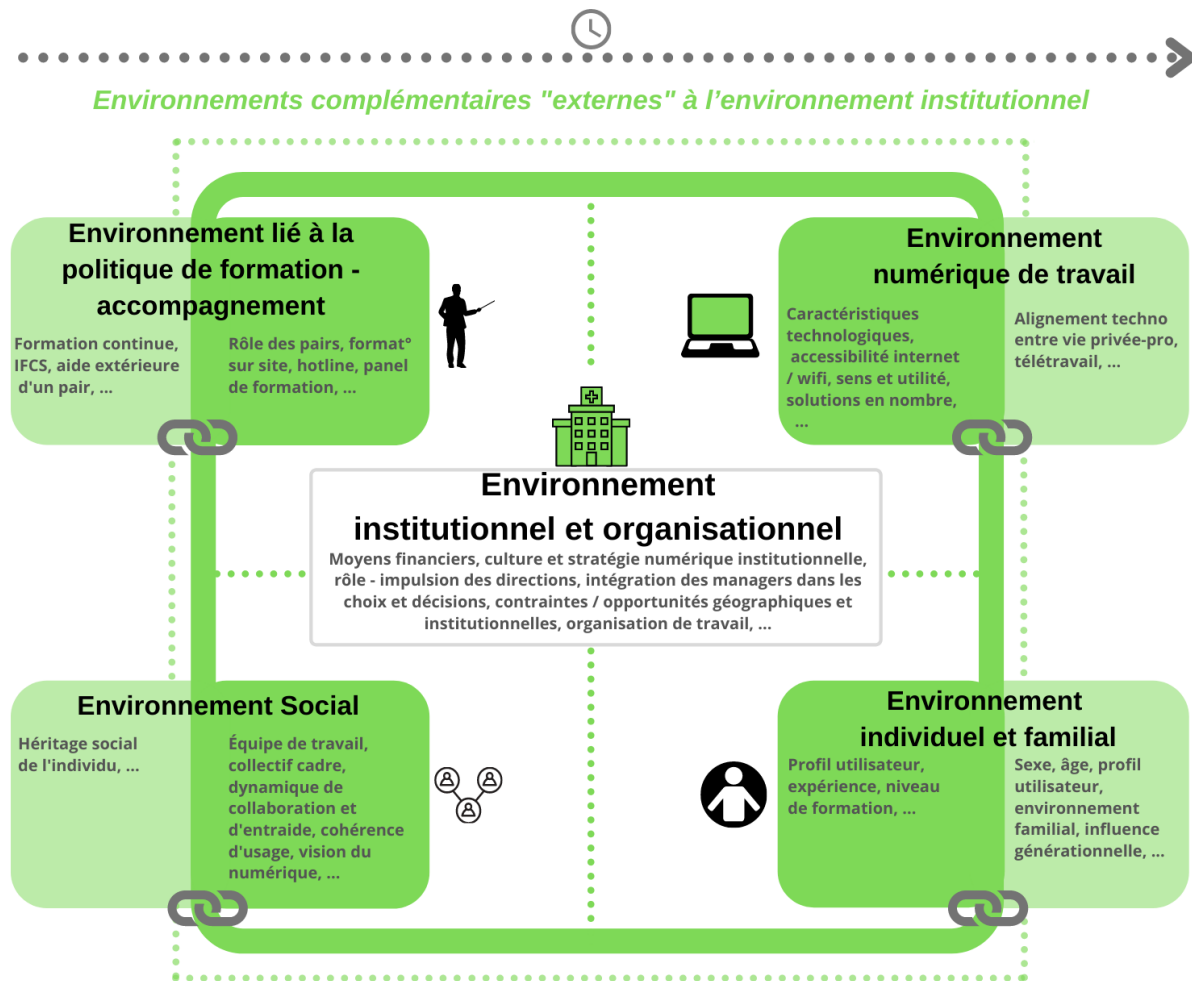 Environnements complémentaires "externes" à l’environnement institutionnel
Environnement lié à la
politique de formation -
accompagnement
Formation continue,
IFCS, aide extérieure
d'un pair, ...
Rôle des pairs, format°
sur site, hotline, panel
de formation, ...
Environnement
numérique de travail
Caractéristiques
technologiques,
accessibilité internet
/ wifi, sens et utilité,
solutions en nombre,
...
Alignement techno
entre vie privée-pro,
télétravail, ...
Environnement
institutionnel et organisationnel
Moyens financiers, culture et stratégie numérique institutionnelle,
rôle - impulsion des directions, intégration des managers dans les
choix et décisions, contraintes / opportunités géographiques et
institutionnelles, organisation de travail, ...
Environnement Social
Héritage social
de l'individu, ...
Équipe de travail,
collectif cadre,
dynamique de
collaboration et
d'entraide, cohérence
d'usage, vision du
numérique, ...
Environnement
individuel et familial
Profil utilisateur,
expérience, niveau
de formation, ...
Sexe, âge, profil
utilisateur,
environnement
familial, influence
générationnelle, ...